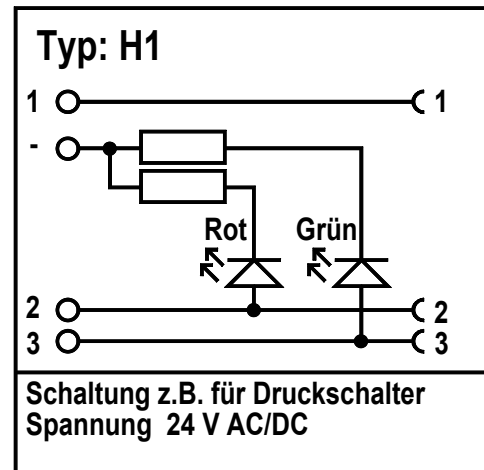 Typ: H1
1 1
-
Rot Grün
2 2
3 3
Schaltung z.B. für Druckschalter
Spannung 24 V AC/DC